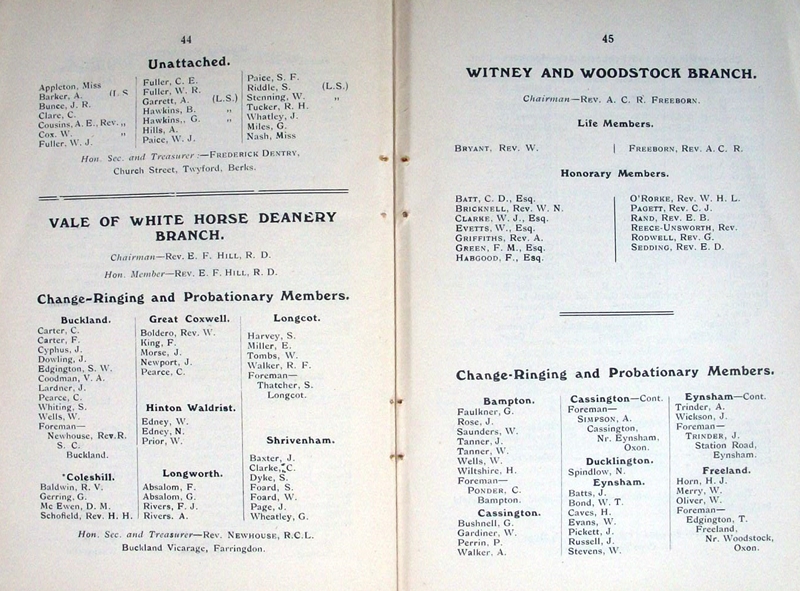 44
Unattached.
Appleton, Miss
Barker, A. (L.S
Bunce, J. R.
Clare, C.
Cousins, A. E., Rev. „
Cox. W. „
Fuller, W. J.
Fuller, C. E.
Fuller, W. R.
Garrett, A. (L.S.)
Hawkins, B. „
Hawkins,, G. „
Hills, A.
Paice, W. J.
Paice, S. F.
Riddle, S. (L.S.)
Stenning, W. „
Tucker, R. H.
Whatley, J.
Miles, G.
Nash, Miss
Hon. Sec. and Treasurer:—FREDERICK DENTRY,
Church Street, Twyford, Berks.
VALE OF WHITE HORSE DEANERY
BRANCH.
Chairman—Rev. E. F. HILL, R. D.
Hon. Member—REV. E. F. HILL, R. D.
Change-Ringing and Probationary Members.
Buckland.
Carter, C.
Carter, F.
Cyphus, J.
Dowling, J.
Edgington, S. W.
Goodman, V. A.
Lardner, J.
Pearce, C.
Whiting, S.
Wells, W.
Foreman—
Newhouse, Rev.R.
S. C.
Buckland.
Coleshill.
Baldwin, R. V.
Gerring, G.
Mc Ewen, D. M.
Schofield, Rev. H. H.
Great Coxwell.
Boldero, Rev. W.
King, F.
Morse, J.
Newport, J.
Pearce, C.
Hinton Waldrist.
Edney, W.
Edney, N.
Prior, W.
Longworth.
Absalom, F.
Absalom, G.
Rivers, F. J.
Rivers. A.
Longcot.
Harvey, S.
Miller, E.
Tombs, W.
Walker, R. F.
Foreman—
Thatcher, S.
Longcot.
Shrivenham.
Baxter, J.
Clarke, C.
Dyke, S.
Foard, S.
Foard, W.
Page, J.
Wheatley, G.
Hon. Sec. and Treasurer—REV. NEWHOUSE, R.C.L.
Buckland Vicarage, Farringdon.
45
WITNEY AND WOODSTOCK BRANCH.
Chairman—REV. A. C. R. FREEBORN.
Life Members.
BRYANT, REV. W.
FREEBORN, REV. A. C. R.
Honorary Members.
BATT, C. D., Esq.
BRICKNELL, REV. W. N.
CLARKE, W. J., Esq.
EVETTS, W., Esq.
GRIFFITHS, REV. A.
GREEN, F. M., Esq.
HABGOOD, F., Esq.
O'RORKE, REV. W. H. L.
PAGETT, REV. C. J.
RAND, REV. E. B.
REECE-UNSWORTH, REV.
RODWELL, REV. G.
SEDDING, REV. E. D.
Change-Ringing and Probationary Members.
Bampton.
Faulkner, G.
Rose, J.
Saunders, W.
Tanner, J.
Tanner, W.
Wells, W.
Wiltshire, H.
Foreman—
PONDER, C.
Bampton.
Cassington.
Bushnell, G.
Gardiner, W.
Perrin, P.
Walker, A.
Cassington—Cont.
Foreman—
SIMPSON, A.
Cassington,
Nr. Eynsham,
Oxon.
Ducklington.
Spindlow, N.
Eynsham.
Batts, J.
Bond, W. T.
Caves, H.
Evans, W.
Pickett, J.
Russell, J.
Stevens, W.
Eynsham—Cont.
Trinder, A.
Wickson, J.
Foreman—
TRINDER, J.
Station Road,
Eynsham.
Freeland.
Horn, H. J.
Merry, W.
Oliver, W.
Foreman—
Edgington, T.
Freeland,
Nr. Woodstock,
Oxon.